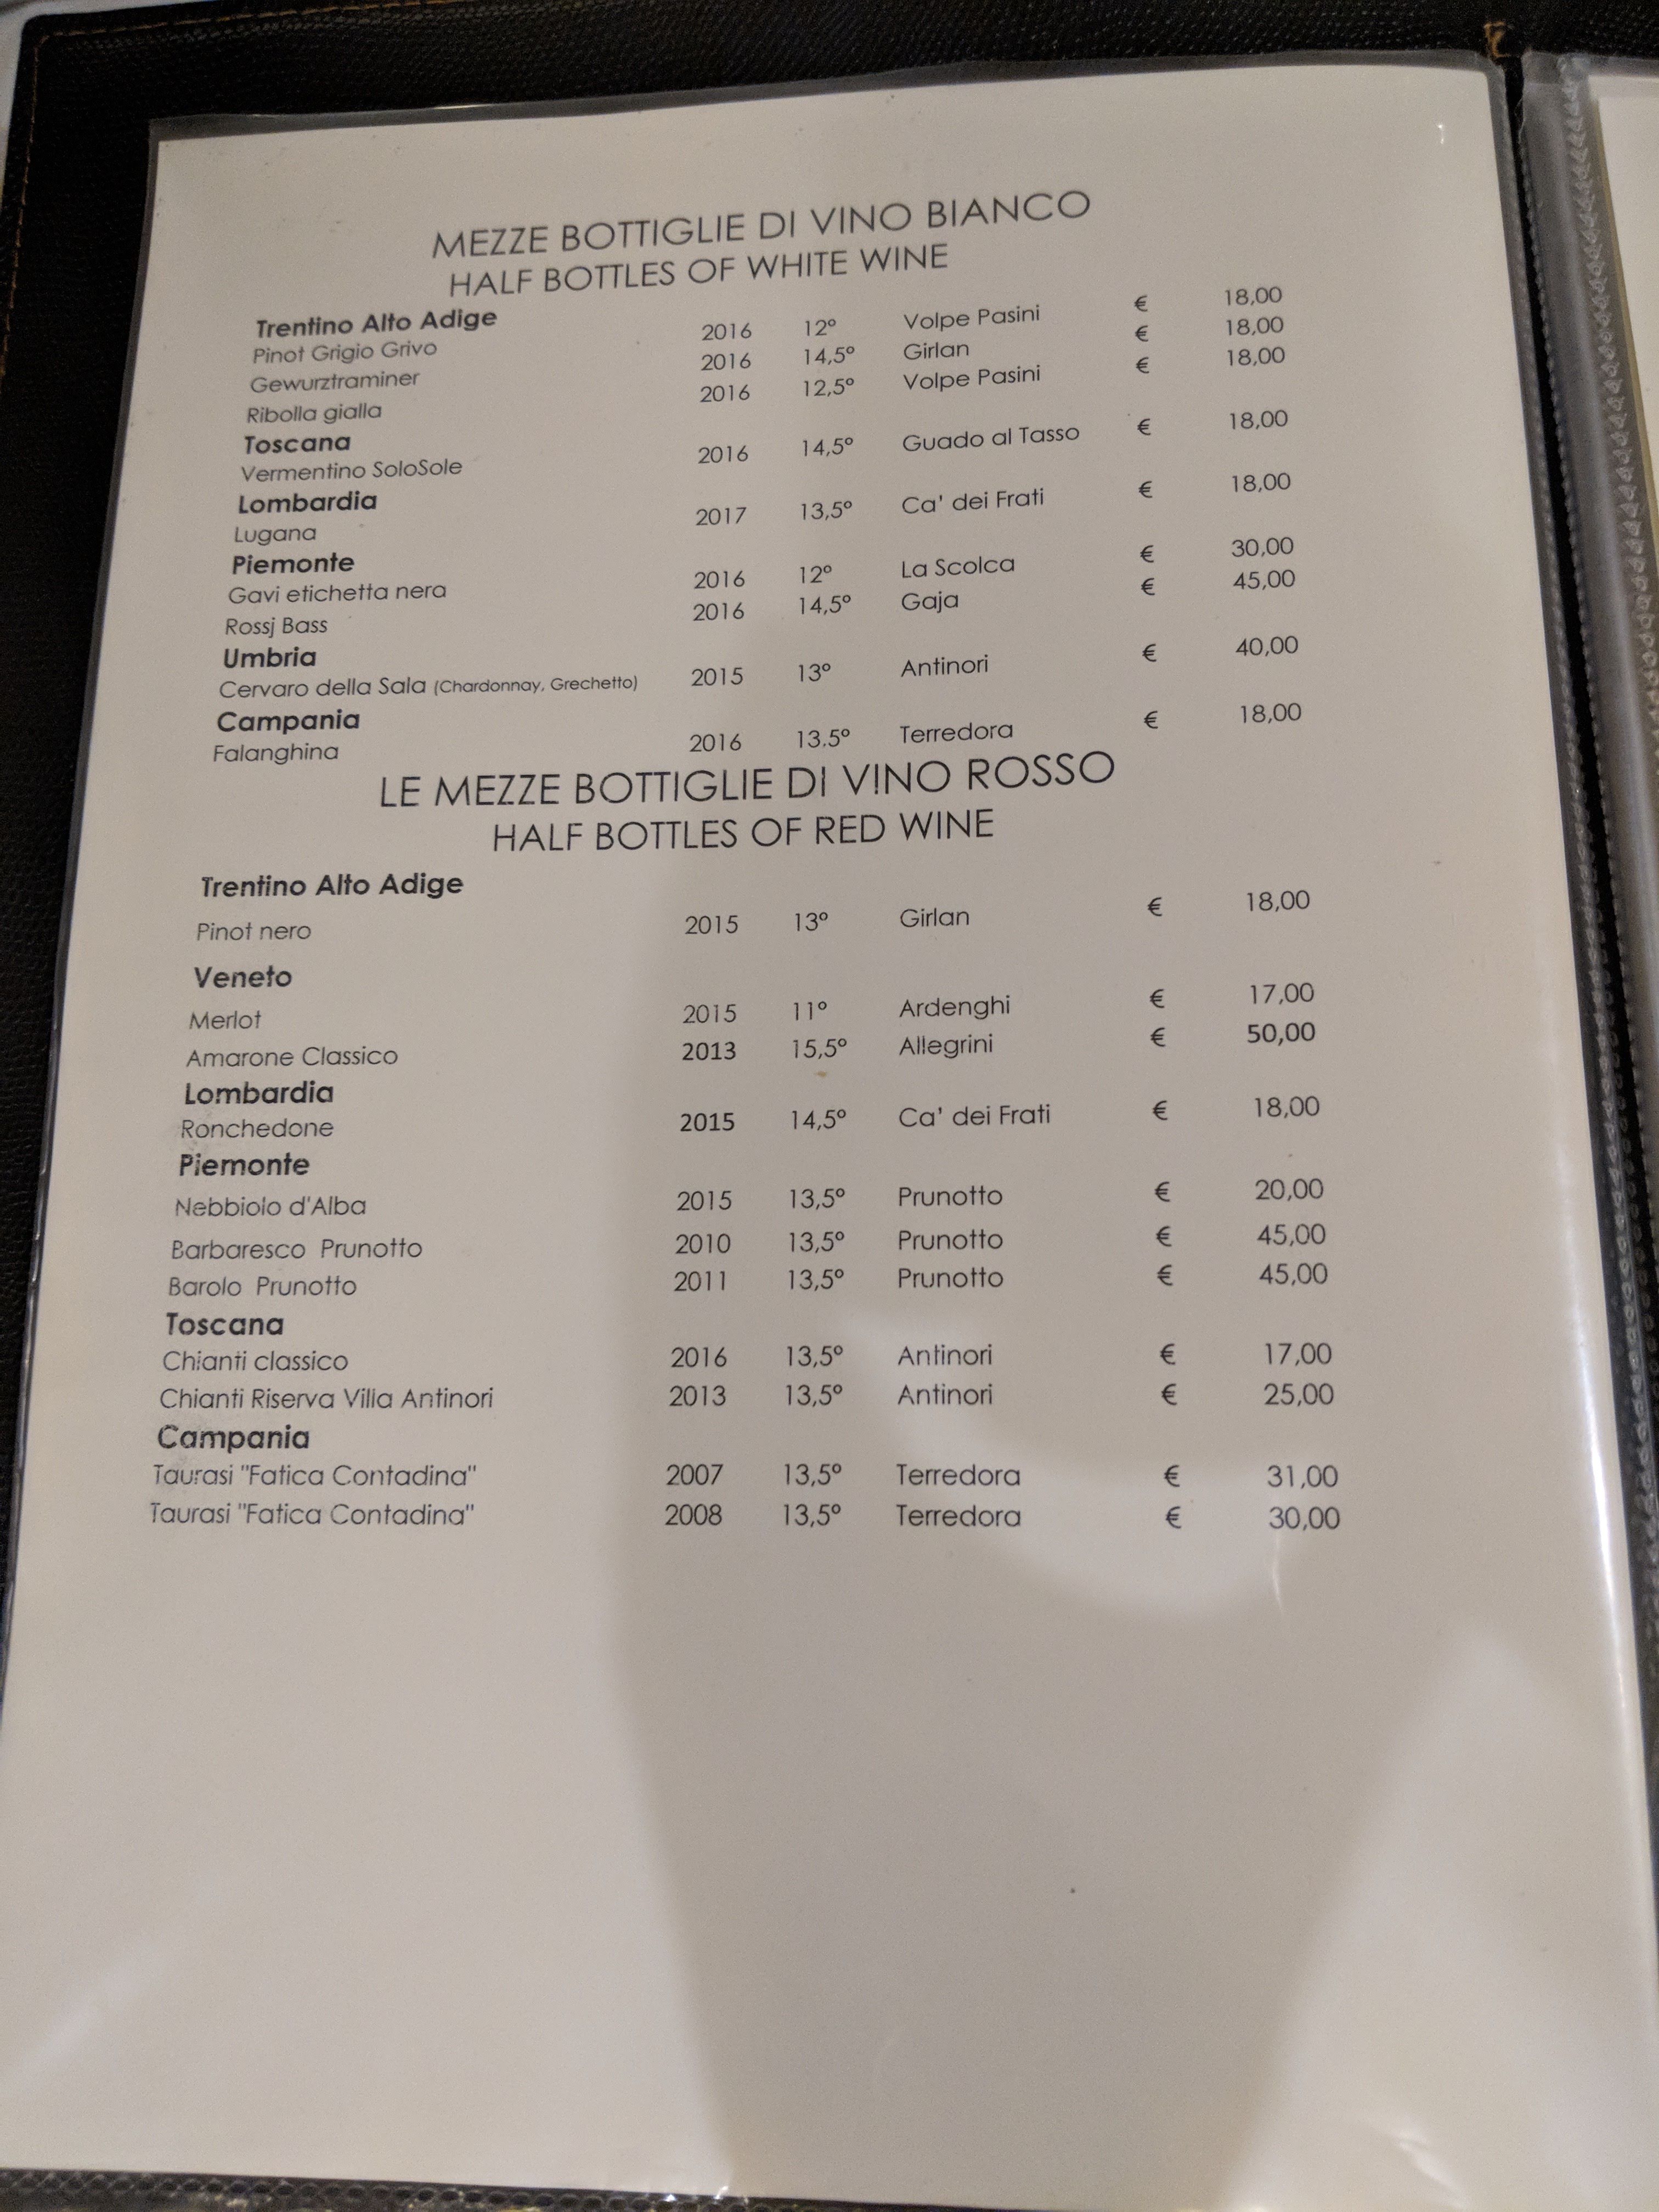 MEZZE BOTTIGLIE DI VINO BIANCO
HALF BOTTLES OF WHITE WINE
Trentino Alto Adige
Pinot Grigio Grivo 2016 12° Volpe Pasini € 18,00
Gewurztraminer 2016 14,5° Girlan € 18,00
Ribolla gialla 2016 12,5° Volpe Pasini € 18,00
Toscana
Vermentino SoloSole 2016 14,5° Guado al Tasso € 18,00
Lombardia
Lugana 2017 13,5° Ca' dei Frati € 18,00
Piemonte
Gavi etichetta nera 2016 12° La Scolca € 30,00
Rossj Bass 2016 14,5° Gaja € 45,00
Umbria
Cervaro della Sala (Chardonnay, Grechetto) 2015 13° Antinori € 40,00
Campania
Falanghina 2016 13.5° Terredora € 18,00
LE MEZZE BOTTIGLIE DI VINO ROSSO
HALF BOTTLES OF RED WINE
Trentino Alto Adige
Pinot nero 2015 13° Girlan € 18,00
Veneto
Merlot 2015 11° Ardenghi € 17,00
Amarone Classico 2013 15,5° Allegrini € 50,00
Lombardia
Ronchedone 2015 14,5° Ca' dei Frati € 18,00
Piemonte
Nebbiolo d'Alba 2015 13,5° Prunotto € 20,00
Barbaresco Prunotto 2010 13,5° Prunotto € 45,00
Barolo Prunotto 2011 13,5° Prunotto € 45,00
Toscana
Chianti classico 2016 13,5° Antinori € 17,00
Chianti Riserva Villa Antinori 2013 13,5° Antinori € 25,00
Campania
Taurasi "Fatica Contadina" 2007 13,5° Terredora € 31,00
Taurasi "Fatica Contadina" 2008 13,5° Terredora € 30,00